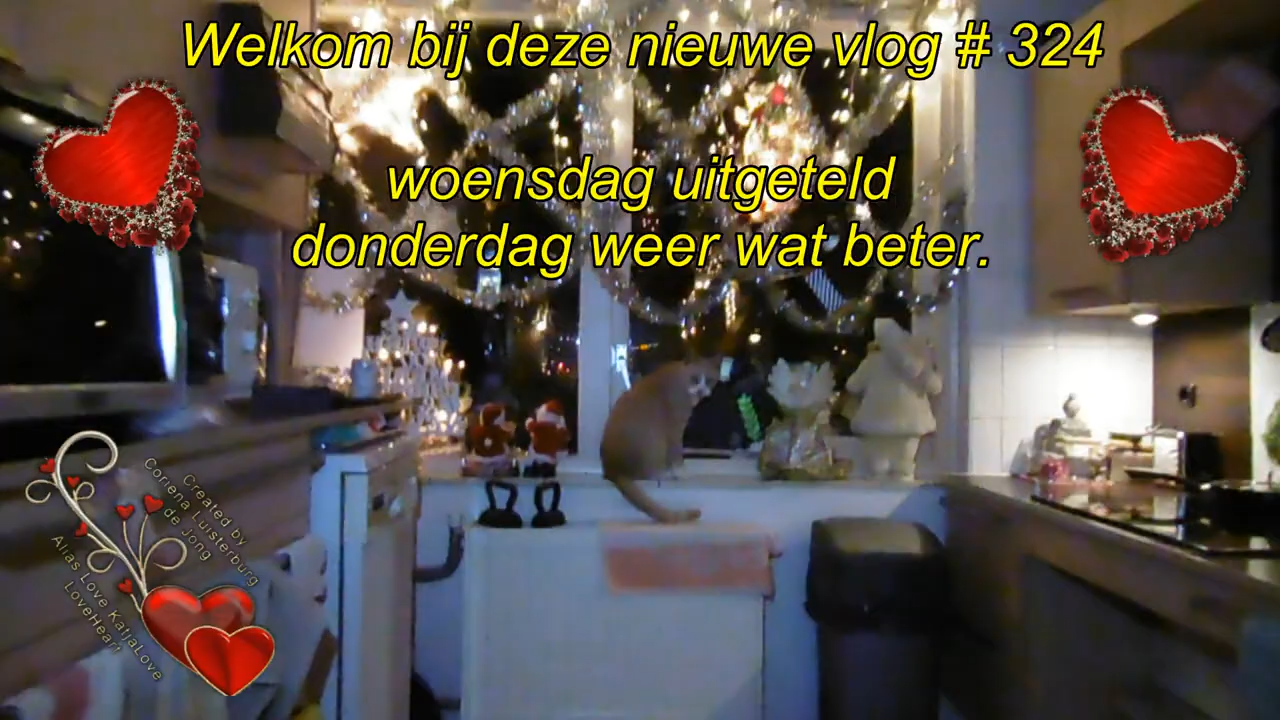 Welkom bij deze nieuwe vlog # 324
woensdag uitgeteld
donderdag weer wat beter.
Created by
Coriena Luisterburg
de Jong
Alias Love KatjaLove
LoveHeart